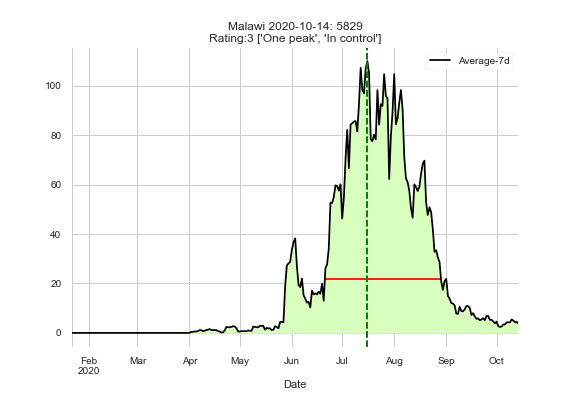 Malawi 2020-10-14: 5829
Rating:3 ['One peak', 'In control']
Average-7d
100
80
60
40
20
0
Feb Mar Apr May Jun Jul Aug Sep Oct
2020
Date